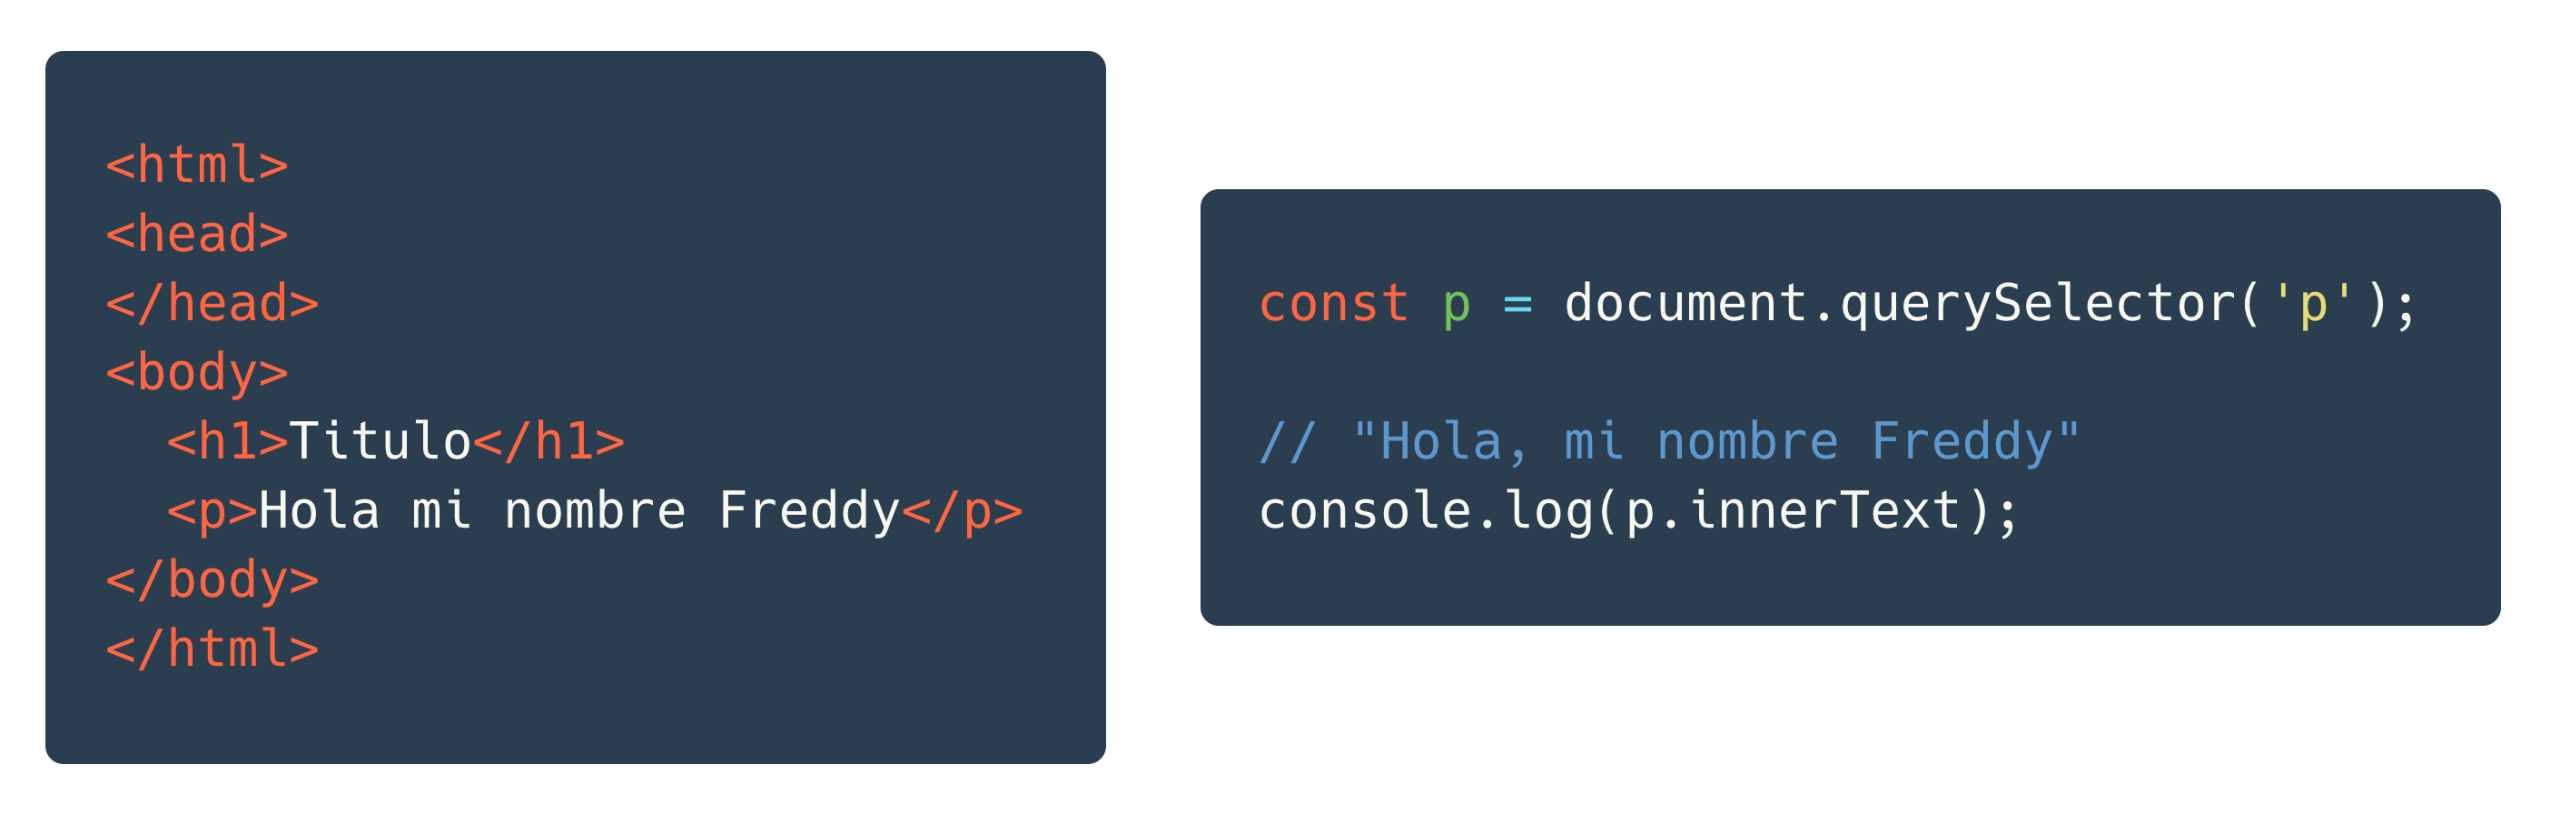 <html>
<head>
</head>
<body>
  <h1>Titulo</h1>
  <p>Hola mi nombre Freddy</p>
</body>
</html>
const p = document.querySelector('p');
// "Hola, mi nombre Freddy"
console.log(p.innerText);